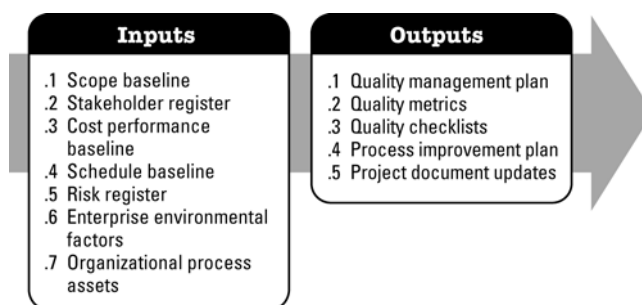 Inputs
.1 Scope baseline
.2 Stakeholder register
.3 Cost performance
baseline
.4 Schedule baseline
.5 Risk register
.6 Enterprise environmental
factors
.7 Organizational process
assets
Outputs
.1 Quality management plan
.2 Quality metrics
.3 Quality checklists
.4 Process improvement plan
.5 Project document updates